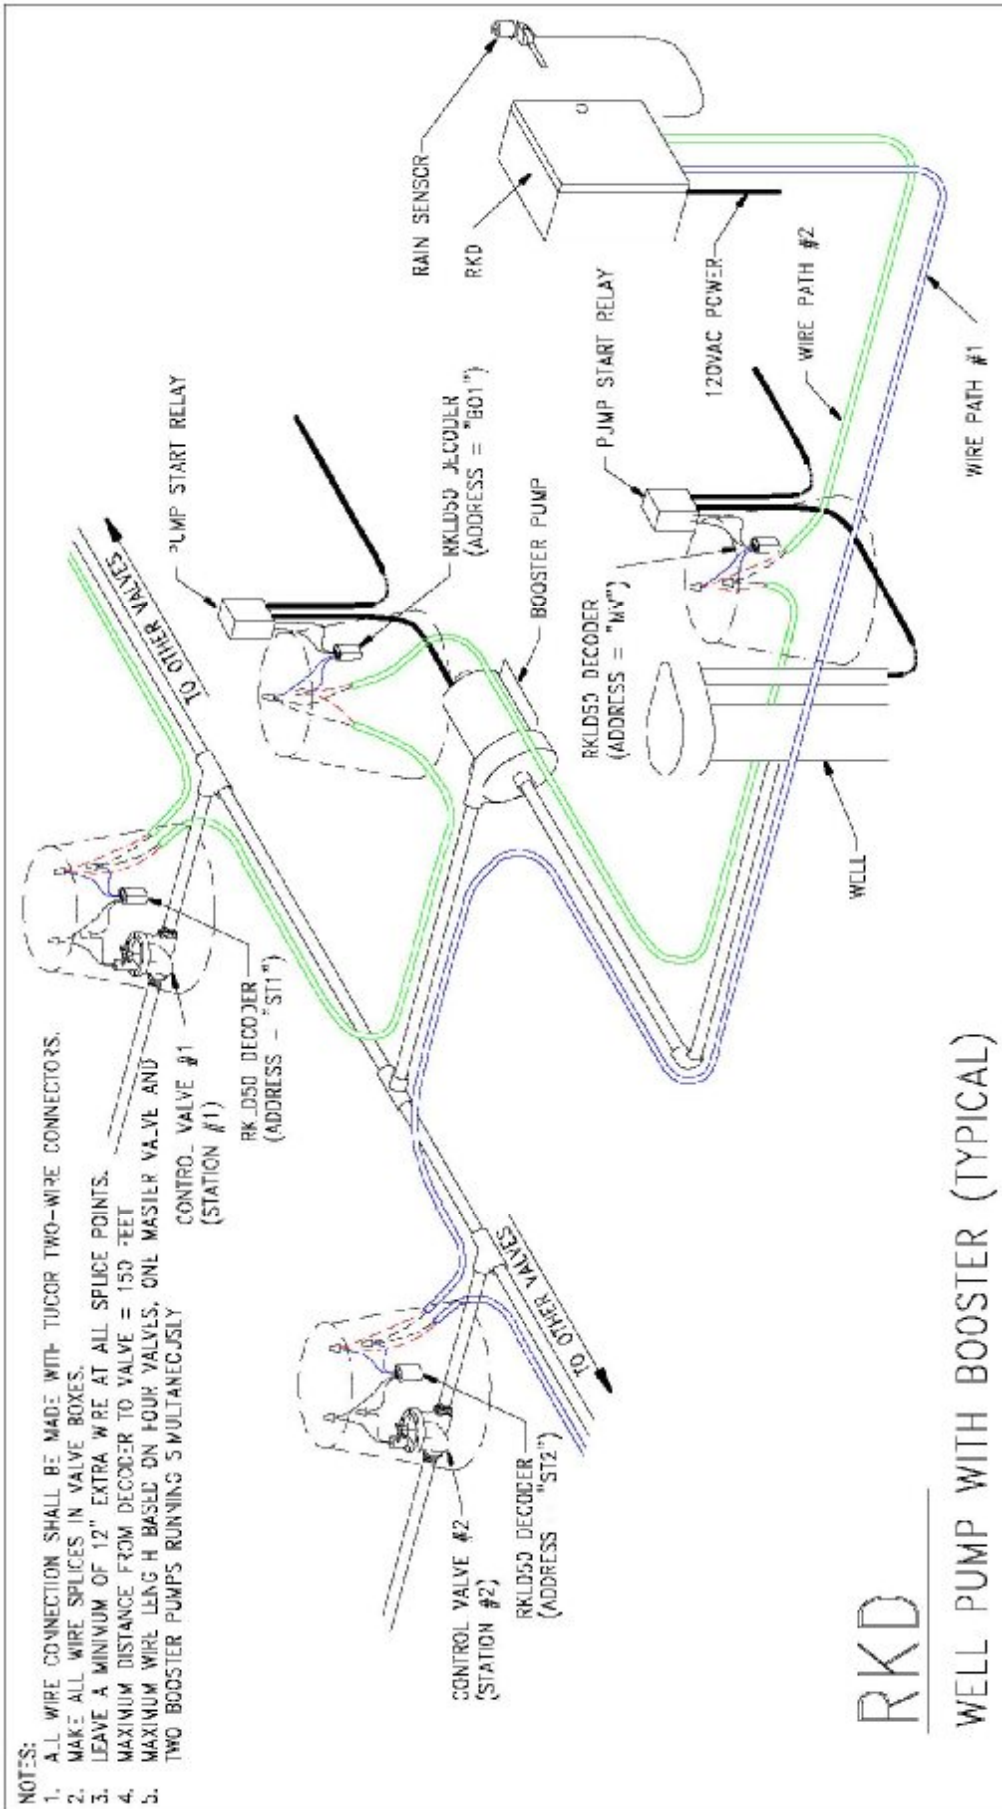 NOTES:
1. ALL WIRE CONNECTION SHALL BE MADE WITH TUCOR TWO-WIRE CONNECTORS.
2. MAKE ALL WIRE SPLICES IN VALVE BOXES.
3. LEAVE A MINIMUM OF 12" EXTRA WIRE AT ALL SPLICE POINTS.
4. MAXIMUM DISTANCE FROM DECODER TO VALVE = 150 FEET
5. MAXIMUM WIRE LENGTH BASED ON FOUR VALVES, ONE MASTER VALVE AND
TWO BOOSTER PUMPS RUNNING SIMULTANEOUSLY
CONTROL VALVE #1
(STATION #1)
RKLD50 DECODER
(ADDRESS = "ST1")
TO OTHER VALVES
PUMP START RELAY
RKLD50 DECODER
(ADDRESS = "BO1")
BOOSTER PUMP
RAIN SENSOR
RKD
PUMP START RELAY
120VAC POWER
WIRE PATH #2
WIRE PATH #1
RKLD50 DECODER
(ADDRESS = "MV")
WELL
TO OTHER VALVES
CONTROL VALVE #2
(STATION #2)
RKLD50 DECODER
(ADDRESS = "ST2")
RKD
WELL PUMP WITH BOOSTER (TYPICAL)